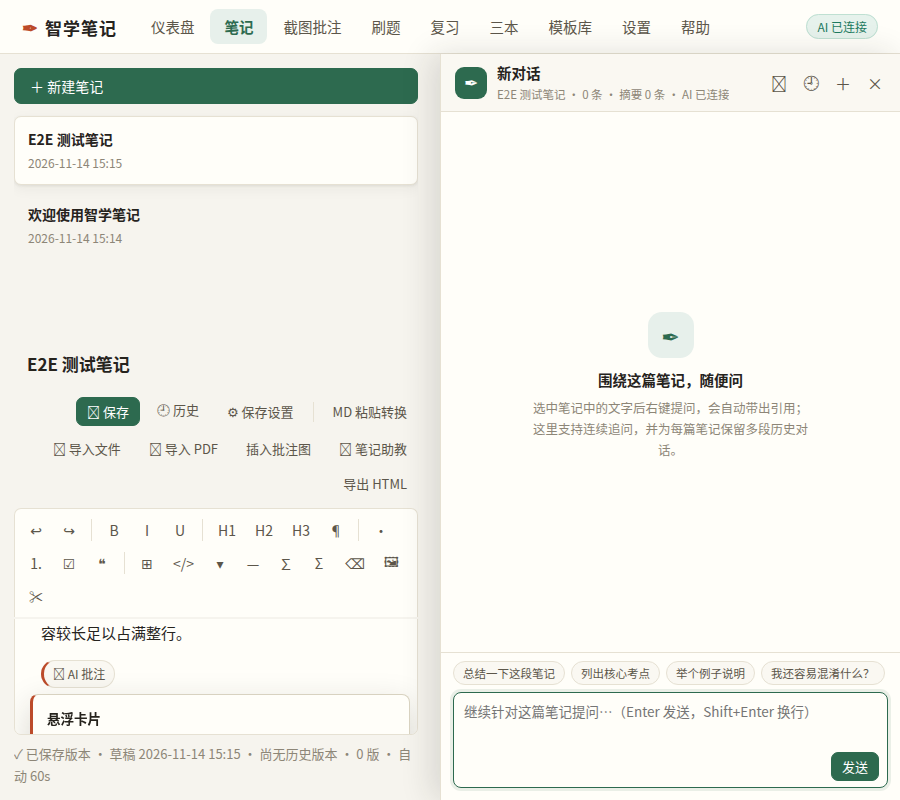 智学笔记
仪表盘
笔记
截图批注
刷题
复习
三本
模板库
设置
帮助
AI 已连接
＋ 新建笔记
E2E 测试笔记
2026-11-14 15:15
欢迎使用智学笔记
2026-11-14 15:14
E2E 测试笔记
保存
历史
⚙ 保存设置
MD 粘贴转换
导入文件
导入 PDF
插入批注图
笔记助教
导出 HTML
↩ ↪ B I U H1 H2 H3 ¶ •
1. ☑ ❝ ⊞ </> ▾ — ∑ Σ ⌫
容较长足以占满整行。
AI 批注
悬浮卡片
✓ 已保存版本 · 草稿 2026-11-14 15:15 · 尚无历史版本 · 0 版 · 自
动 60s
新对话
E2E 测试笔记 · 0 条 · 摘要 0 条 · AI 已连接
围绕这篇笔记，随便问
选中笔记中的文字后右键提问，会自动带出引用；
这里支持连续追问，并为每篇笔记保留多段历史对
话。
总结一下这段笔记
列出核心考点
举个例子说明
我还容易混淆什么？
继续针对这篇笔记提问…（Enter 发送，Shift+Enter 换行）
发送